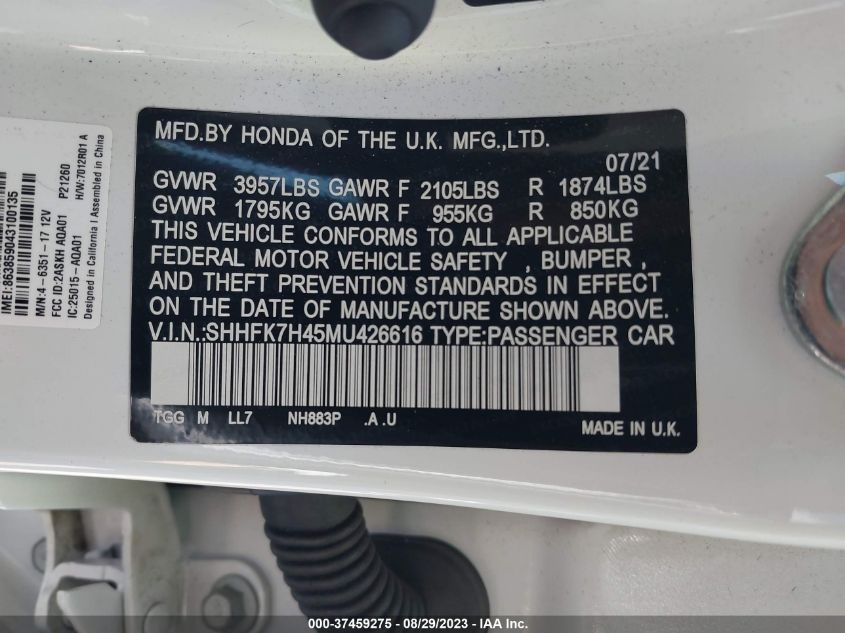 MFD.BY HONDA OF THE U.K. MFG.,LTD.
07/21
GVWR 3957LBS GAWR F 2105LBS R 1874LBS
GVWR 1795KG GAWR F 955KG R 850KG
THIS VEHICLE CONFORMS TO ALL APPLICABLE
FEDERAL MOTOR VEHICLE SAFETY , BUMPER ,
AND THEFT PREVENTION STANDARDS IN EFFECT
ON THE DATE OF MANUFACTURE SHOWN ABOVE.
V.I.N.:SHHFK7H45MU426616 TYPE:PASSENGER CAR
TGG M LL7 NH883P .A .U
MADE IN U.K.
IMEI:863859043100135
M/N:4-6351-17 12V P21260
FCC ID:2ASKH AQA01 H/W:7012R01 A
IC:25015-AQA01
Designed in California I Assembled in China
000-37459275 - 08/29/2023 - IAAI.com